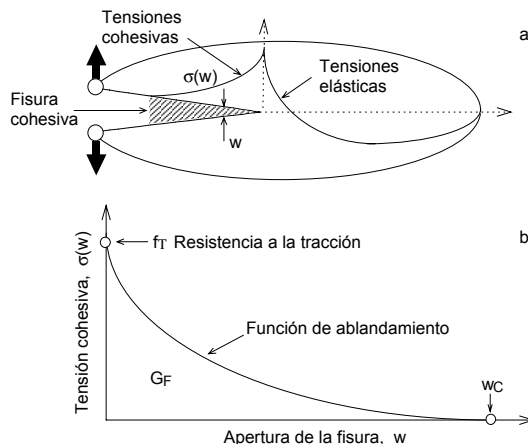 Tensiones
cohesivas
a
σ(w)
Tensiones
elásticas
Fisura
cohesiva
w
b
fT Resistencia a la tracción
Tensión cohesiva, σ(w)
Función de ablandamiento
wC
GF
Apertura de la fisura, w